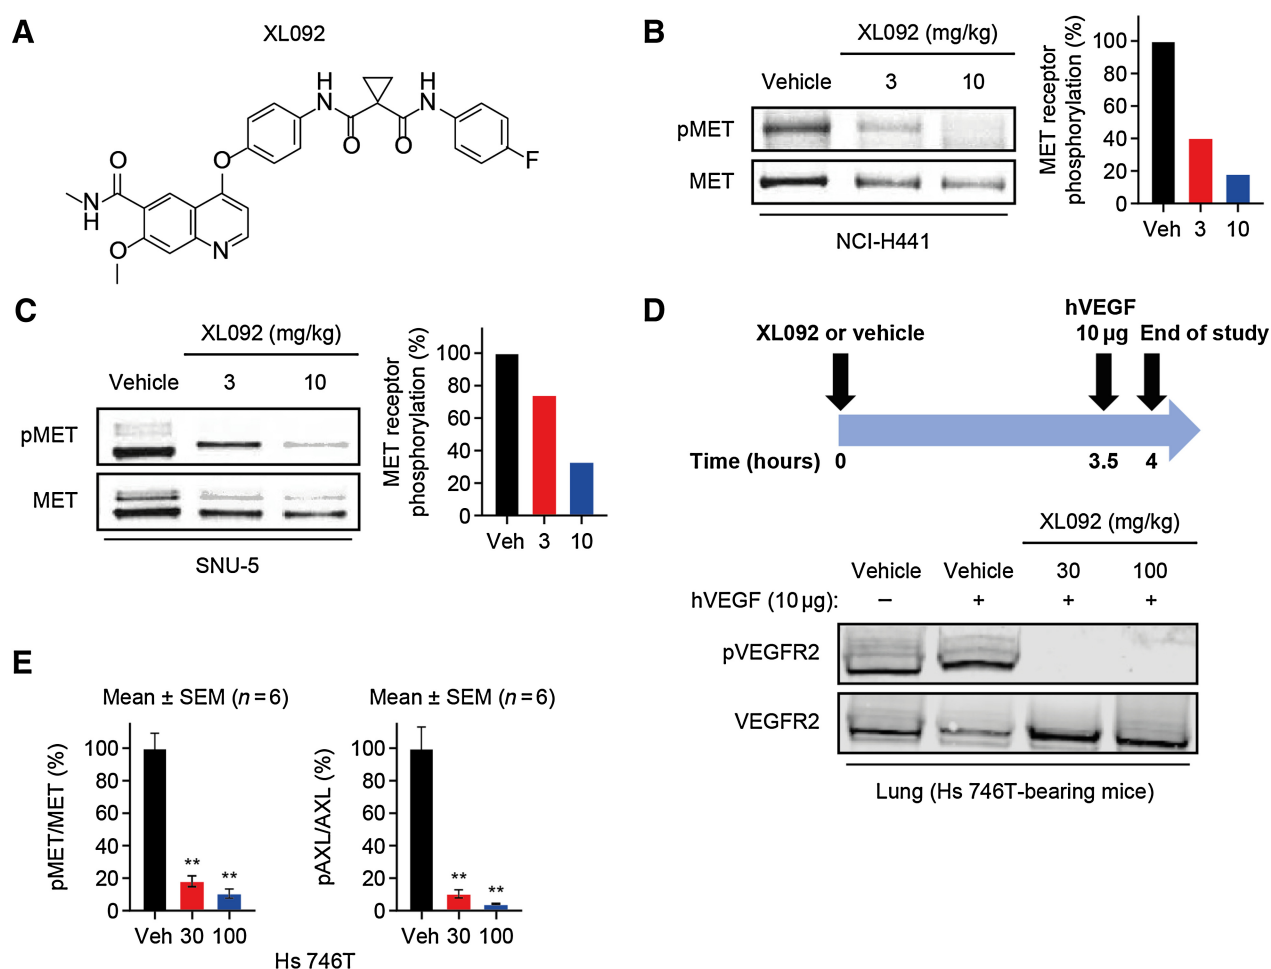 A
XL092
H
N
H
N
O
O
F
O
O
N
H
O
N
B
XL092 (mg/kg)
Vehicle
3
10
pMET
MET
NCI-H441
MET receptor
phosphorylation (%)
100
80
60
40
20
0
Veh 3 10
C
XL092 (mg/kg)
Vehicle
3
10
pMET
MET
SNU-5
MET receptor
phosphorylation (%)
100
80
60
40
20
0
Veh 3 10
D
XL092 or vehicle
hVEGF
10 µg
End of study
Time (hours) 0 3.5 4
XL092 (mg/kg)
Vehicle Vehicle 30 100
hVEGF (10 µg): − + + +
pVEGFR2
VEGFR2
Lung (Hs 746T-bearing mice)
E
Mean ± SEM (n = 6)
pMET/MET (%)
100
80
60
40
20
0
**
**
Veh 30 100
Mean ± SEM (n = 6)
pAXL/AXL (%)
100
80
60
40
20
0
**
**
Veh 30 100
Hs 746T